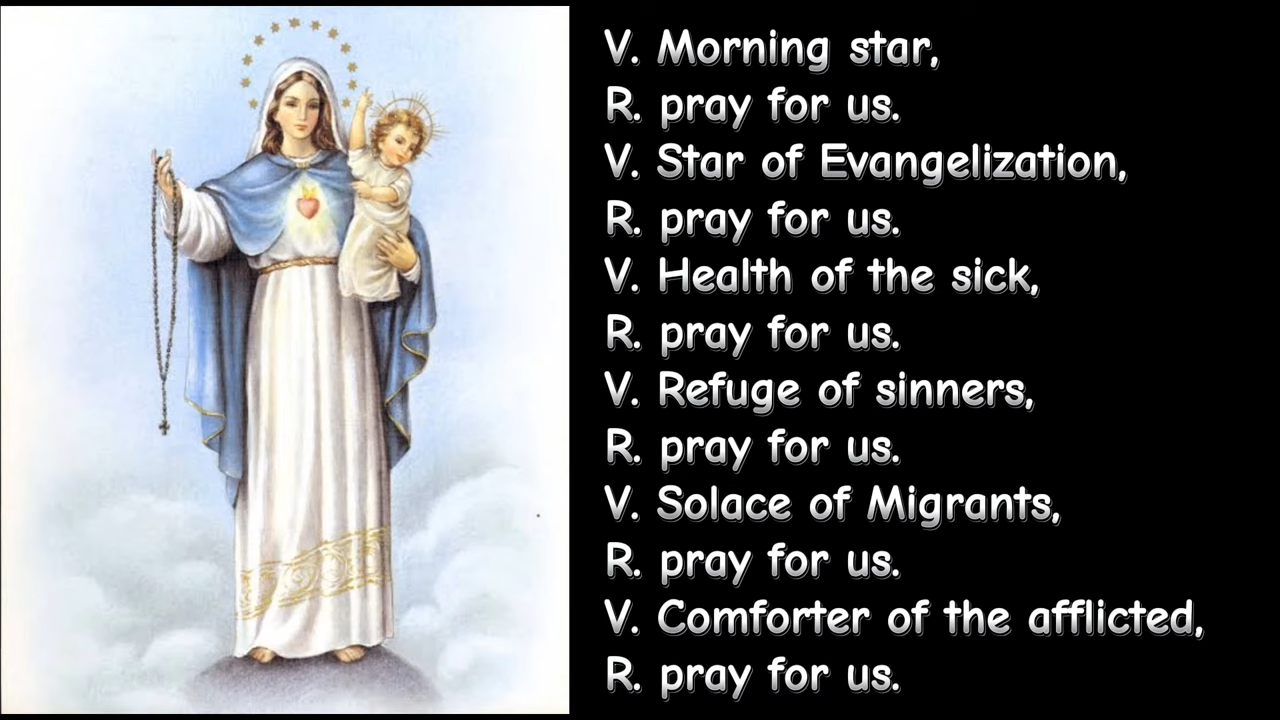 V. Morning star,
R. pray for us.
V. Star of Evangelization,
R. pray for us.
V. Health of the sick,
R. pray for us.
V. Refuge of sinners,
R. pray for us.
V. Solace of Migrants,
R. pray for us.
V. Comforter of the afflicted,
R. pray for us.